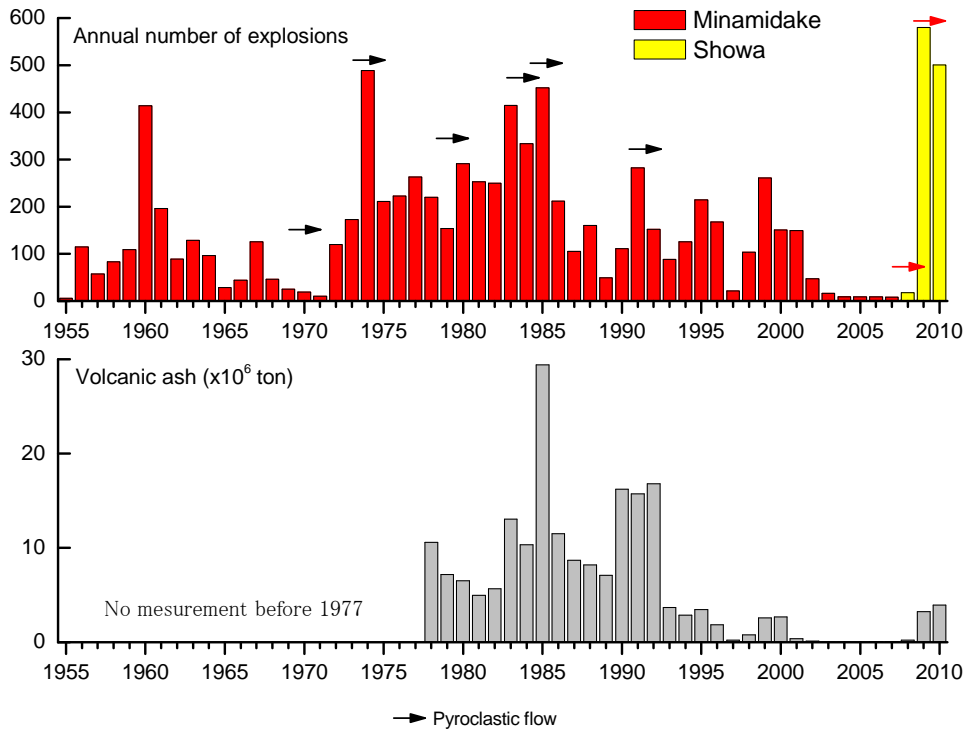 600
500
400
300
200
100
0
Annual number of explosions
Minamidake
Showa
1955 1960 1965 1970 1975 1980 1985 1990 1995 2000 2005 2010
30
20
10
0
Volcanic ash (x10⁶ ton)
No mesurement before 1977
1955 1960 1965 1970 1975 1980 1985 1990 1995 2000 2005 2010
Pyroclastic flow